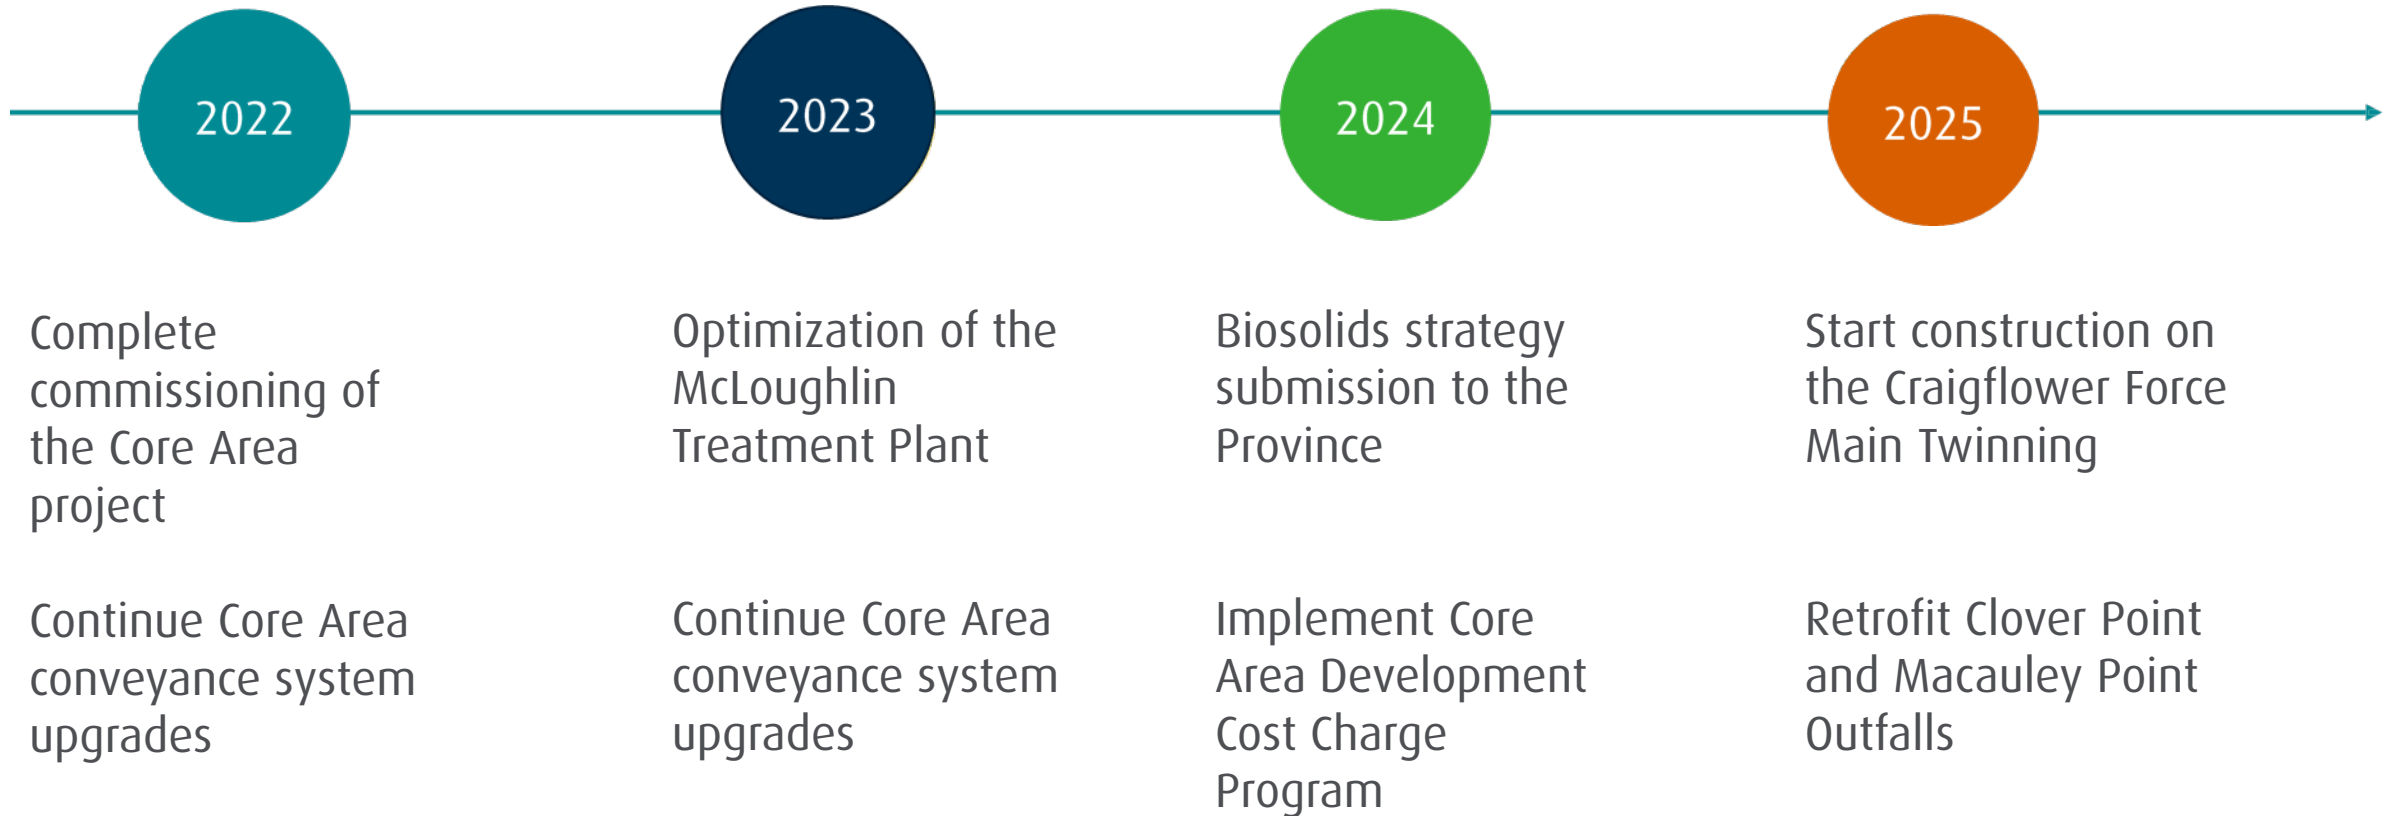 2022
2023
2024
2025
Complete
commissioning of
the Core Area
project
Continue Core Area
conveyance system
upgrades
Optimization of the
McLoughlin
Treatment Plant
Continue Core Area
conveyance system
upgrades
Biosolids strategy
submission to the
Province
Implement Core
Area Development
Cost Charge
Program
Start construction on
the Craigflower Force
Main Twinning
Retrofit Clover Point
and Macauley Point
Outfalls